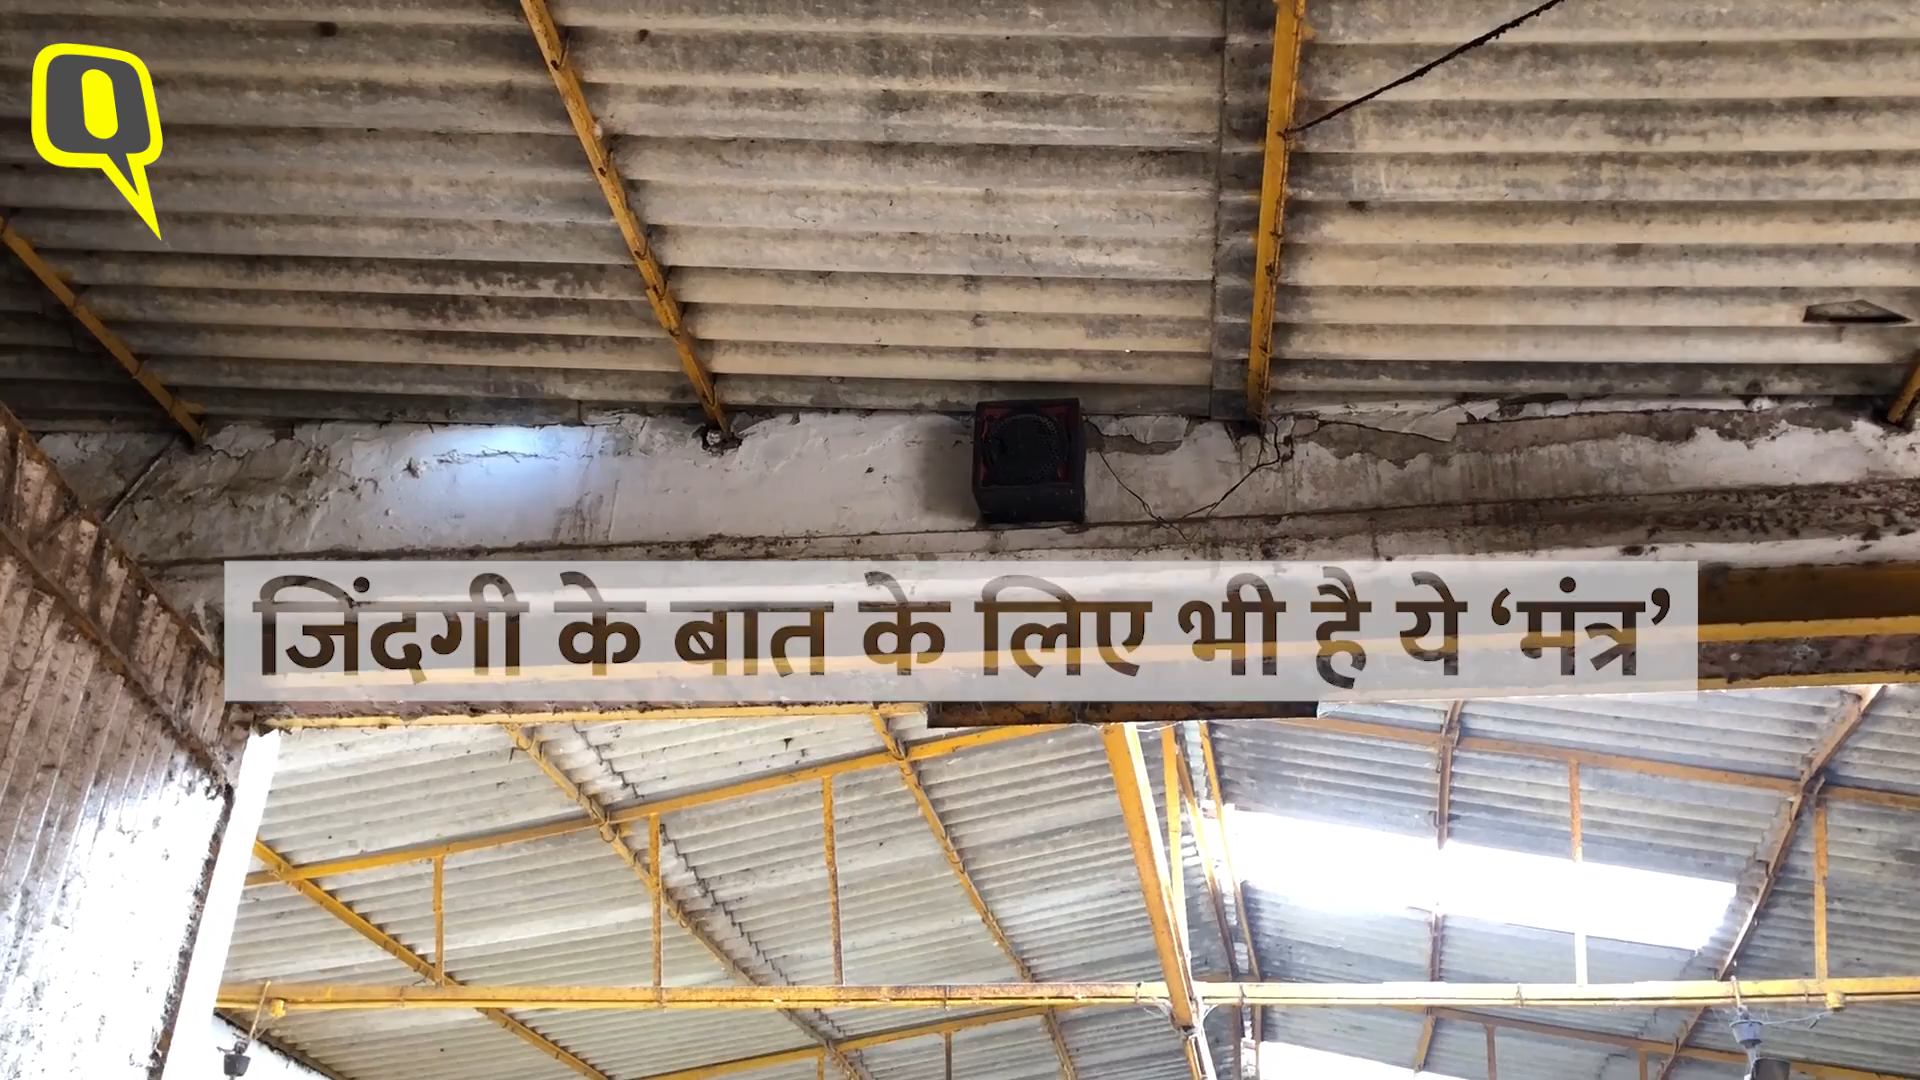 जिंदगी के बाद के लिए भी है ये ‘मंत्र’